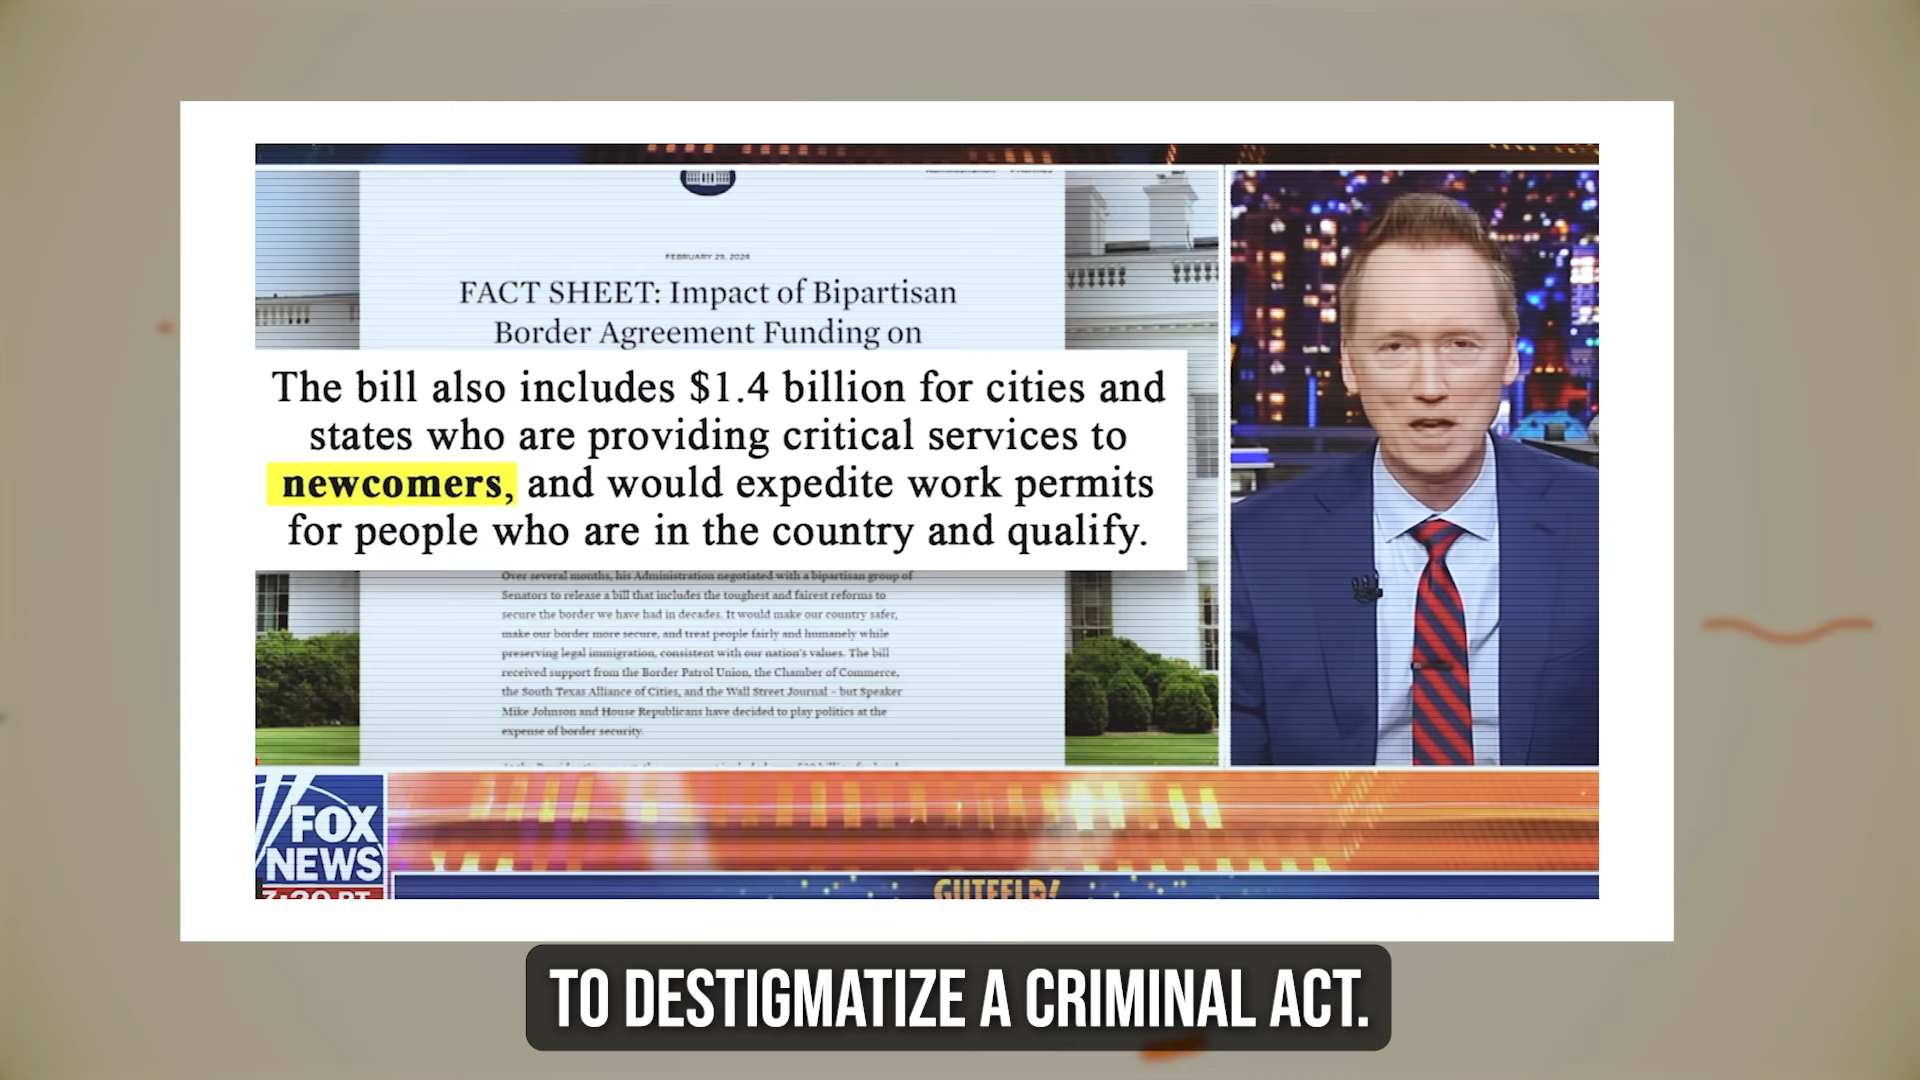 FEBRUARY 29, 2024
FACT SHEET: Impact of Bipartisan
Border Agreement Funding on
The bill also includes $1.4 billion for cities and
states who are providing critical services to
newcomers, and would expedite work permits
for people who are in the country and qualify.
Over several months, his Administration negotiated with a bipartisan group of
Senators to release a bill that includes the toughest and fairest reforms to
secure the border we have had in decades. It would make our country safer,
make our border more secure, and treat people fairly and humanely while
preserving legal immigration, consistent with our nation's values. The bill
received support from the Border Patrol Union, the Chamber of Commerce,
the South Texas Alliance of Cities, and the Wall Street Journal – but Speaker
Mike Johnson and House Republicans have decided to play politics at the
expense of border security.
FOX
NEWS
7:20 PT
GUTFELD!
TO DESTIGMATIZE A CRIMINAL ACT.